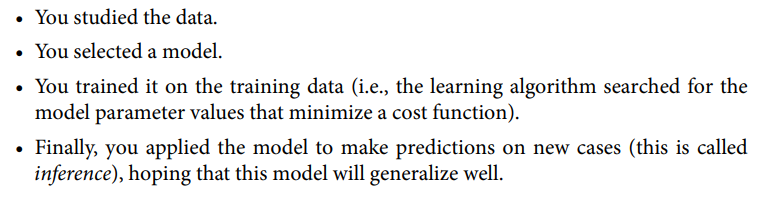 • You studied the data.
• You selected a model.
• You trained it on the training data (i.e., the learning algorithm searched for the
model parameter values that minimize a cost function).
• Finally, you applied the model to make predictions on new cases (this is called
inference), hoping that this model will generalize well.